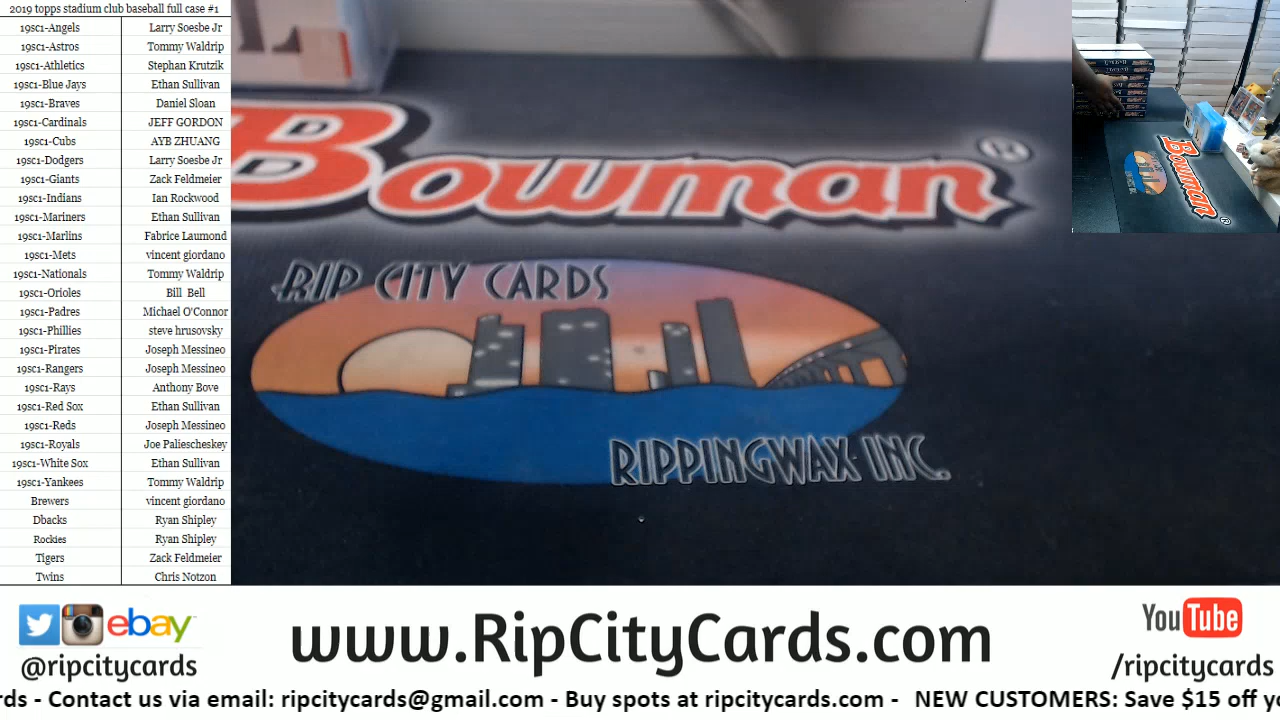 2019 topps stadium club baseball full case #1
19sc1-Angels Larry Soesbe Jr
19sc1-Astros Tommy Waldrip
19sc1-Athletics Stephan Krutzik
19sc1-Blue Jays Ethan Sullivan
19sc1-Braves Daniel Sloan
19sc1-Cardinals JEFF GORDON
19sc1-Cubs AYB ZHUANG
19sc1-Dodgers Larry Soesbe Jr
19sc1-Giants Zack Feldmeier
19sc1-Indians Ian Rockwood
19sc1-Mariners Ethan Sullivan
19sc1-Marlins Fabrice Laumond
19sc1-Mets vincent giordano
19sc1-Nationals Tommy Waldrip
19sc1-Orioles Bill Bell
19sc1-Padres Michael O'Connor
19sc1-Phillies steve hrusovsky
19sc1-Pirates Joseph Messineo
19sc1-Rangers Joseph Messineo
19sc1-Rays Anthony Bove
19sc1-Red Sox Ethan Sullivan
19sc1-Reds Joseph Messineo
19sc1-Royals Joe Paliescheskey
19sc1-White Sox Ethan Sullivan
19sc1-Yankees Tommy Waldrip
Brewers vincent giordano
Dbacks Ryan Shipley
Rockies Ryan Shipley
Tigers Zack Feldmeier
Twins Chris Notzon
Bowman®
RIP CITY CARDS
RIPPINGWAX INC.
Bowman®
ebay™
@ripcitycards
www.RipCityCards.com
YouTube
/ripcitycards
rds - Contact us via email: ripcitycards@gmail.com - Buy spots at ripcitycards.com - NEW CUSTOMERS: Save $15 off yo